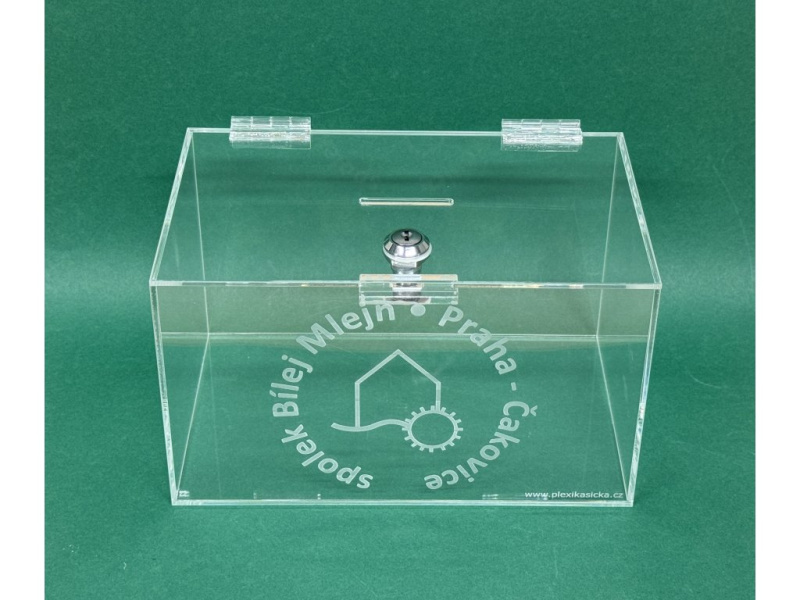 spolek Bílej Mlejn • Praha - Čakovice
www.plexikasicka.cz